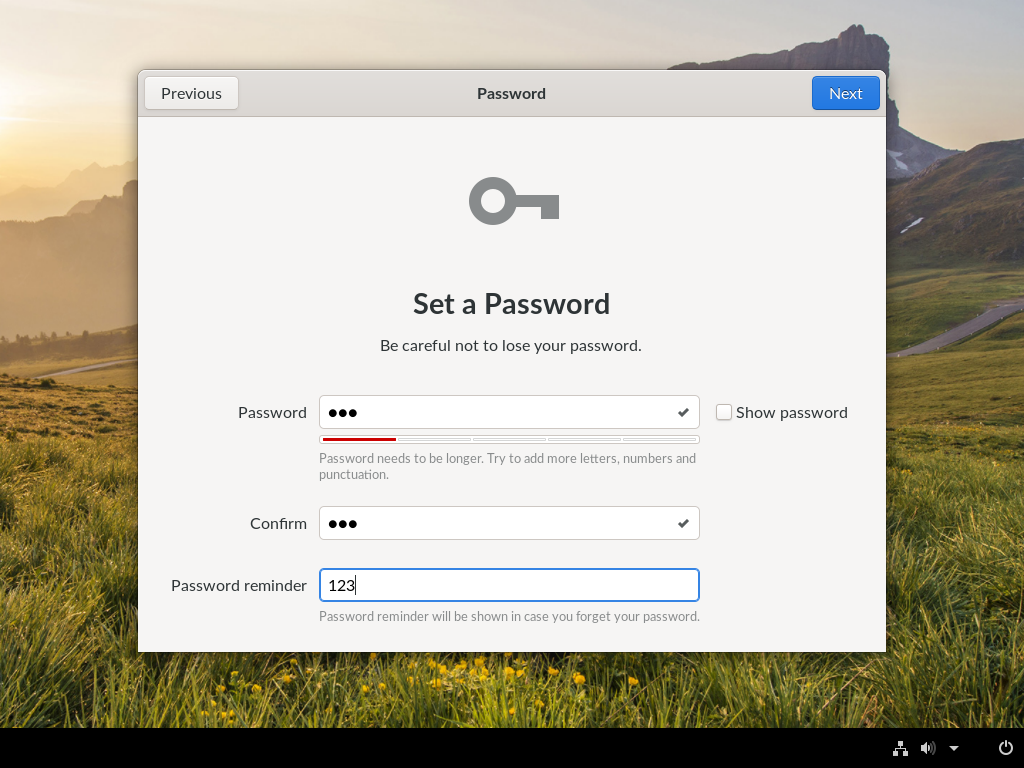 Previous
Password
Next
Set a Password
Be careful not to lose your password.
Password
●●●
Show password
Password needs to be longer. Try to add more letters, numbers and
punctuation.
Confirm
●●●
Password reminder
123
Password reminder will be shown in case you forget your password.